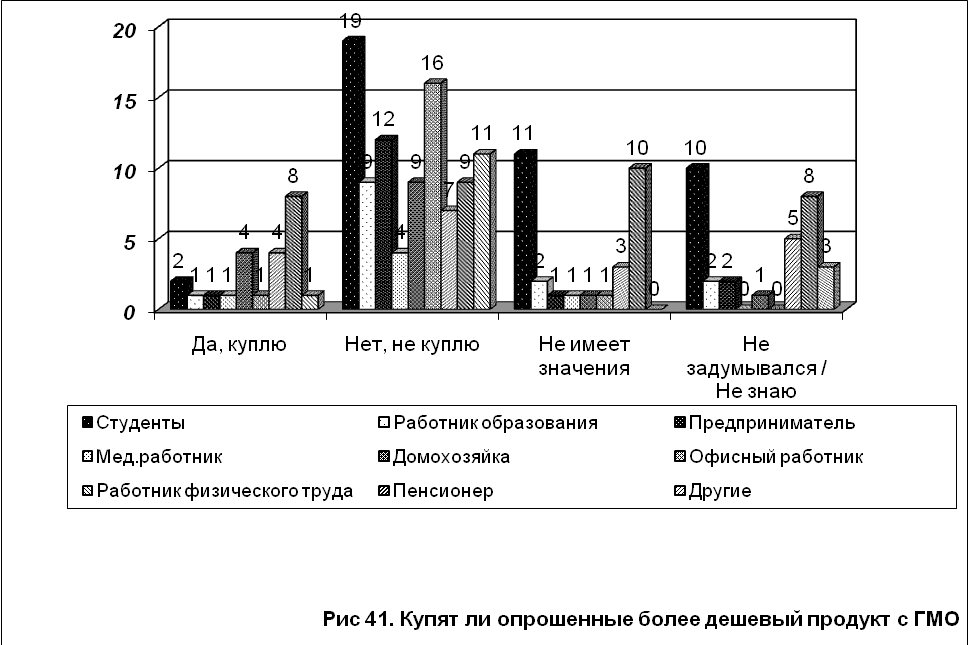 20
15
10
5
0
2 1 1 1 4 1 4 8 1
19 9 12 4 9 16 7 9 11
11 2 1 1 1 1 3 10 0
10 2 2 0 1 0 5 8 3
Да, куплю
Нет, не куплю
Не имеет
значения
Не
задумывался /
Не знаю
Студенты
Работник образования
Предприниматель
Мед.работник
Домохозяйка
Офисный работник
Работник физического труда
Пенсионер
Другие
Рис 41. Купят ли опрошенные более дешевый продукт с ГМО